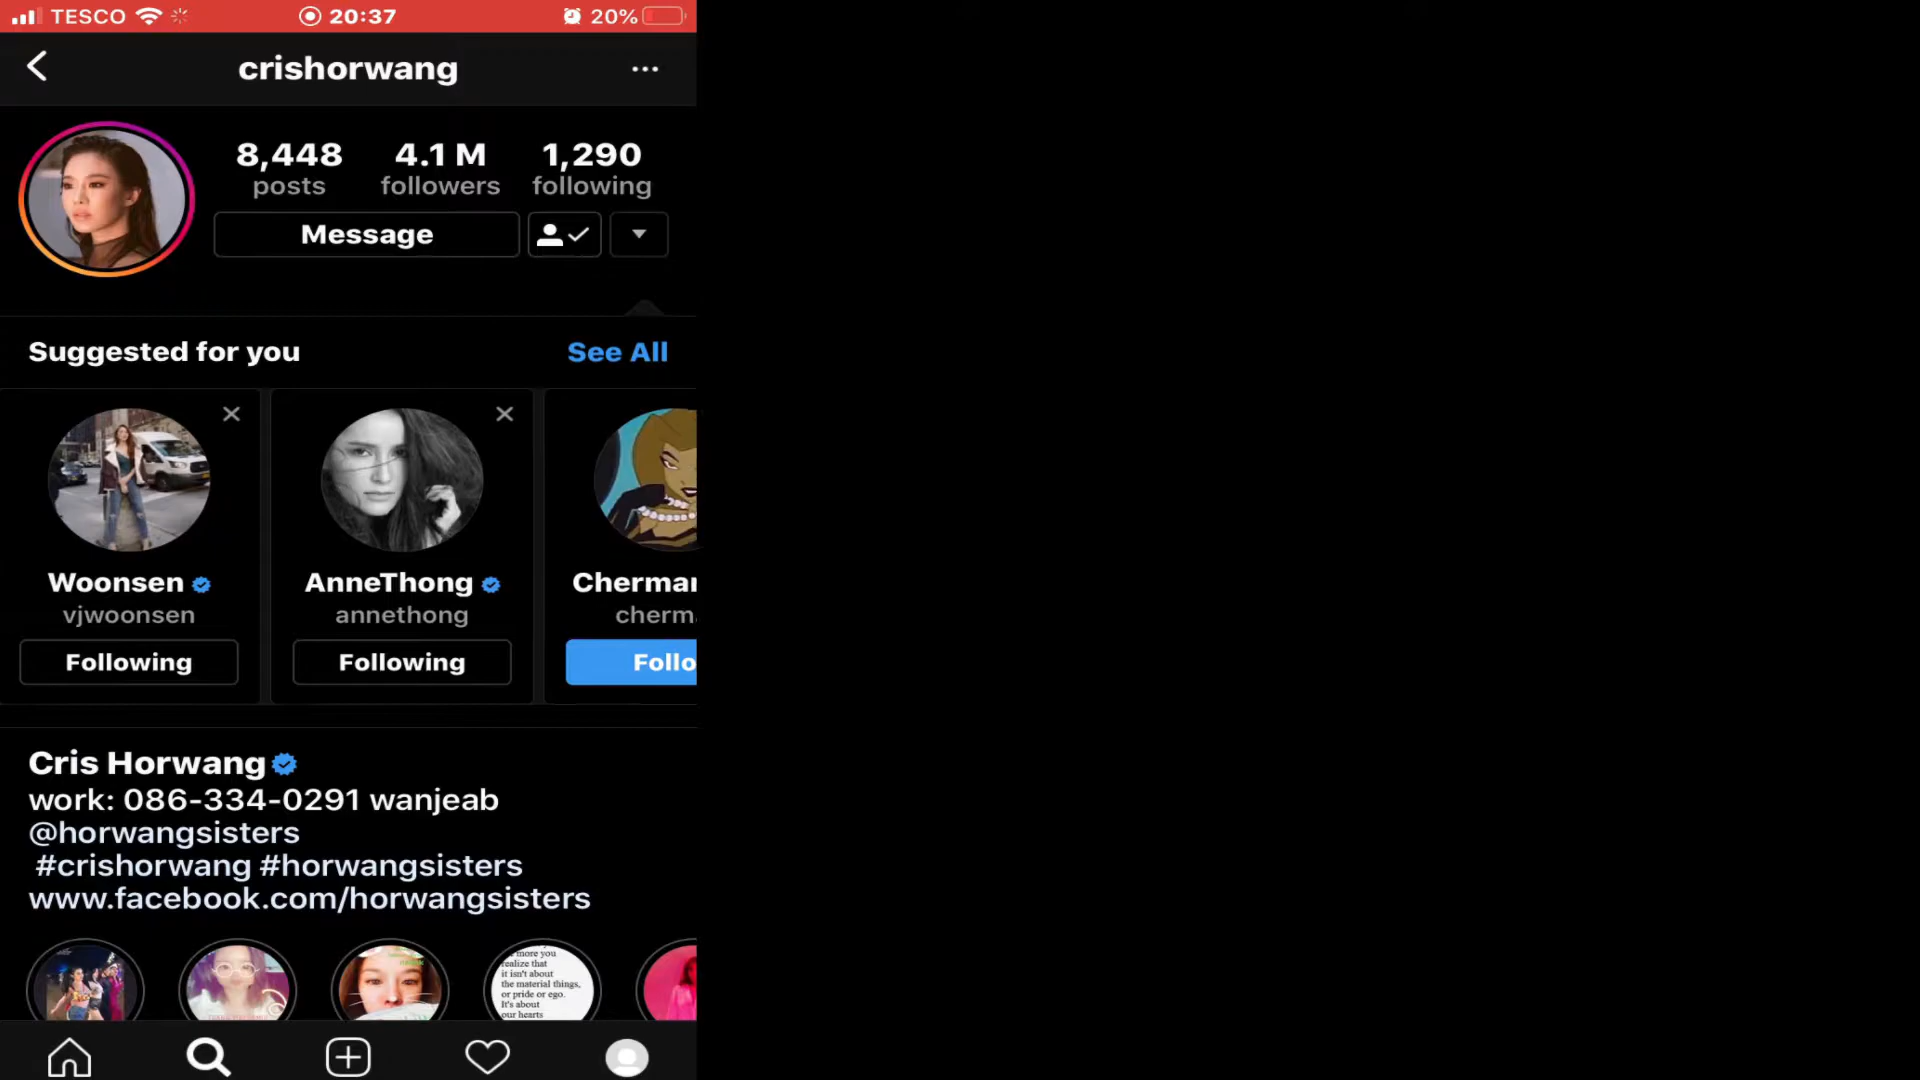 TESCO 20:37 20%
crishorwang
8,448 4.1 M 1,290
posts followers following
Message
Suggested for you See All
Woonsen AnneThong Cherman
vjwoonsen annethong cherm
Following Following Follo
Cris Horwang
work: 086-334-0291 wanjeab
@horwangsisters
#crishorwang #horwangsisters
www.facebook.com/horwangsisters
more you
realize that
it isn't about
the material things,
or pride or ego.
It's about
our hearts